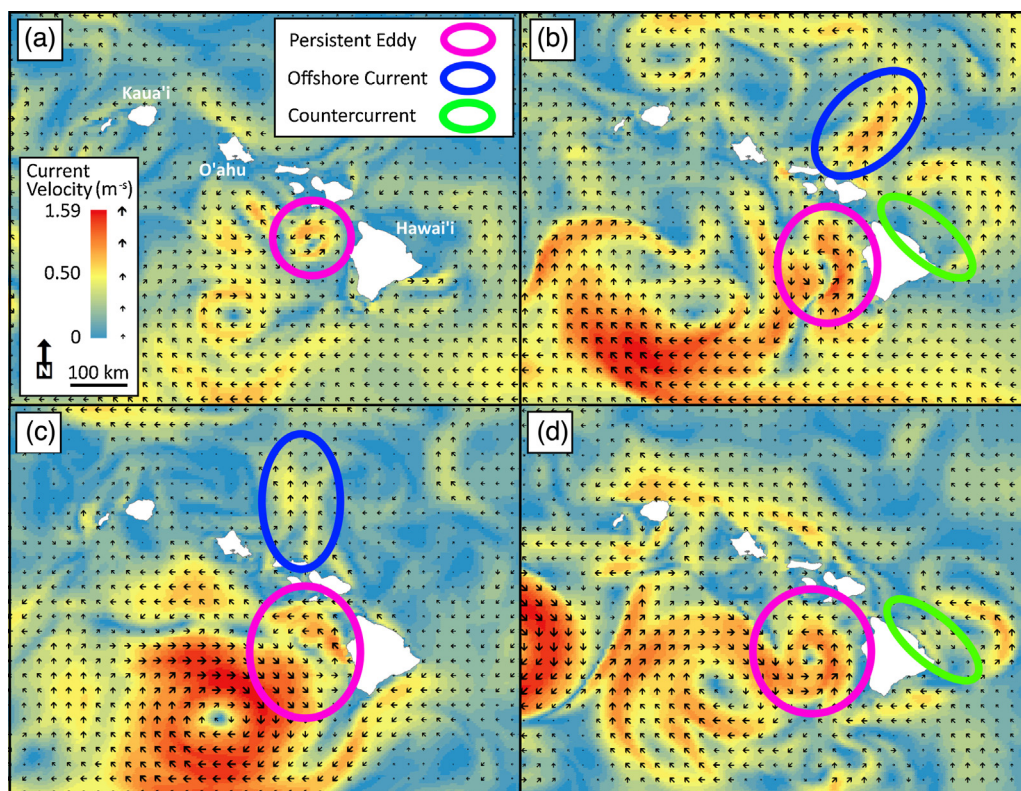 (a)
Persistent Eddy
Offshore Current
Countercurrent
Kaua'i
O'ahu
Hawai'i
Current
Velocity (m⁻ˢ)
1.59
0.50
0
N
100 km
(b)
(c)
(d)